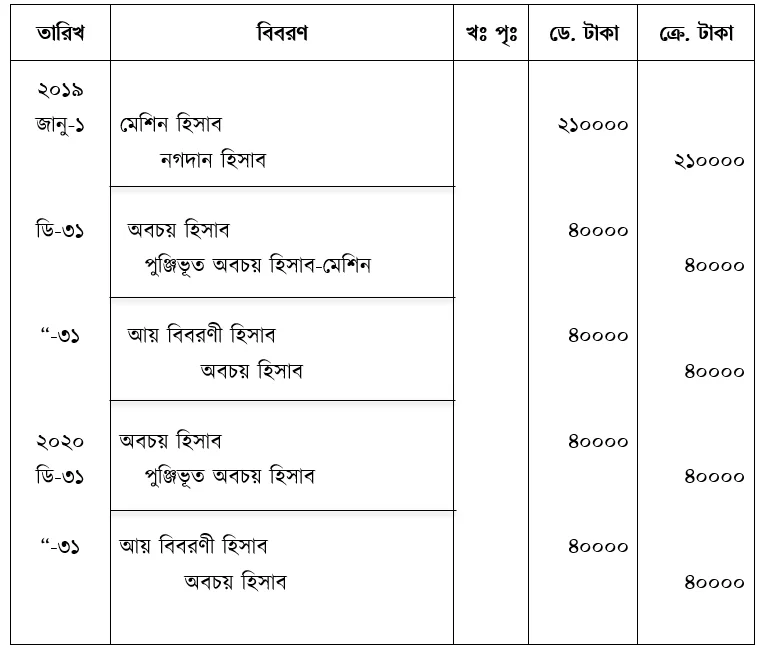 তারিখ বিবরণ খঃ পৃঃ ডে. টাকা ক্রে. টাকা
২০১৯
জানু-১ মেশিন হিসাব ২১০০০০
নগদান হিসাব ২১০০০০
ডি-৩১ অবচয় হিসাব ৪০০০০
পুঞ্জিভূত অবচয় হিসাব-মেশিন ৪০০০০
“-৩১ আয় বিবরণী হিসাব ৪০০০০
অবচয় হিসাব ৪০০০০
২০২০ অবচয় হিসাব ৪০০০০
ডি-৩১ পুঞ্জিভূত অবচয় হিসাব ৪০০০০
“-৩১ আয় বিবরণী হিসাব ৪০০০০
অবচয় হিসাব ৪০০০০